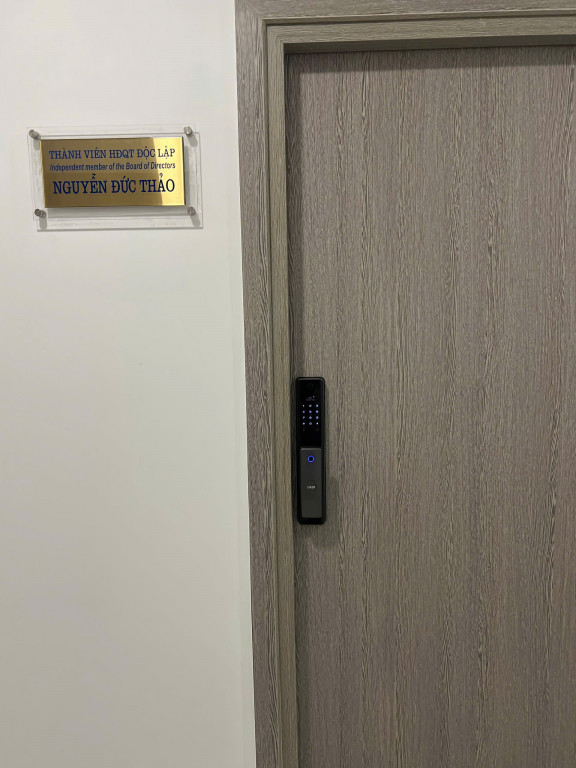 THÀNH VIÊN HĐQT ĐỘC LẬP
Independent member of the Board of Directors
NGUYỄN ĐỨC THẢO